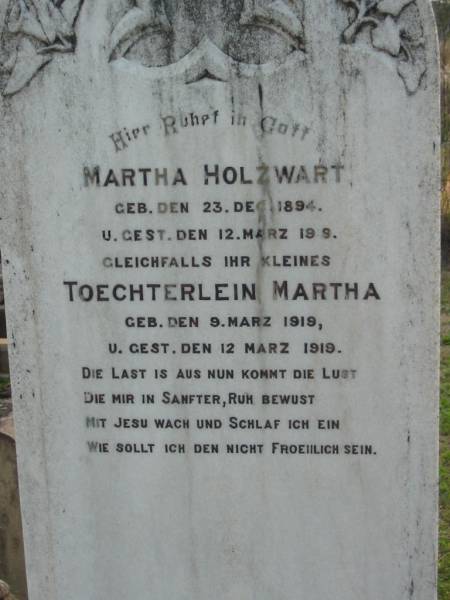 Hier Ruhet in Gott
MARTHA HOLZWART
GEB. DEN 23. DEC. 1894.
U. GEST. DEN 12. MARZ 1919.
GLEICHFALLS IHR KLEINES
TOECHTERLEIN MARTHA
GEB. DEN 9. MARZ 1919,
U. GEST. DEN 12 MARZ 1919.
DIE LAST IS AUS NUN KOMMT DIE LUST
DIE MIR IN SANFTER, RUH BEWUST
MIT JESU WACH UND SCHLAF ICH EIN
WIE SOLLT ICH DEN NICHT FROEHLICH SEIN.